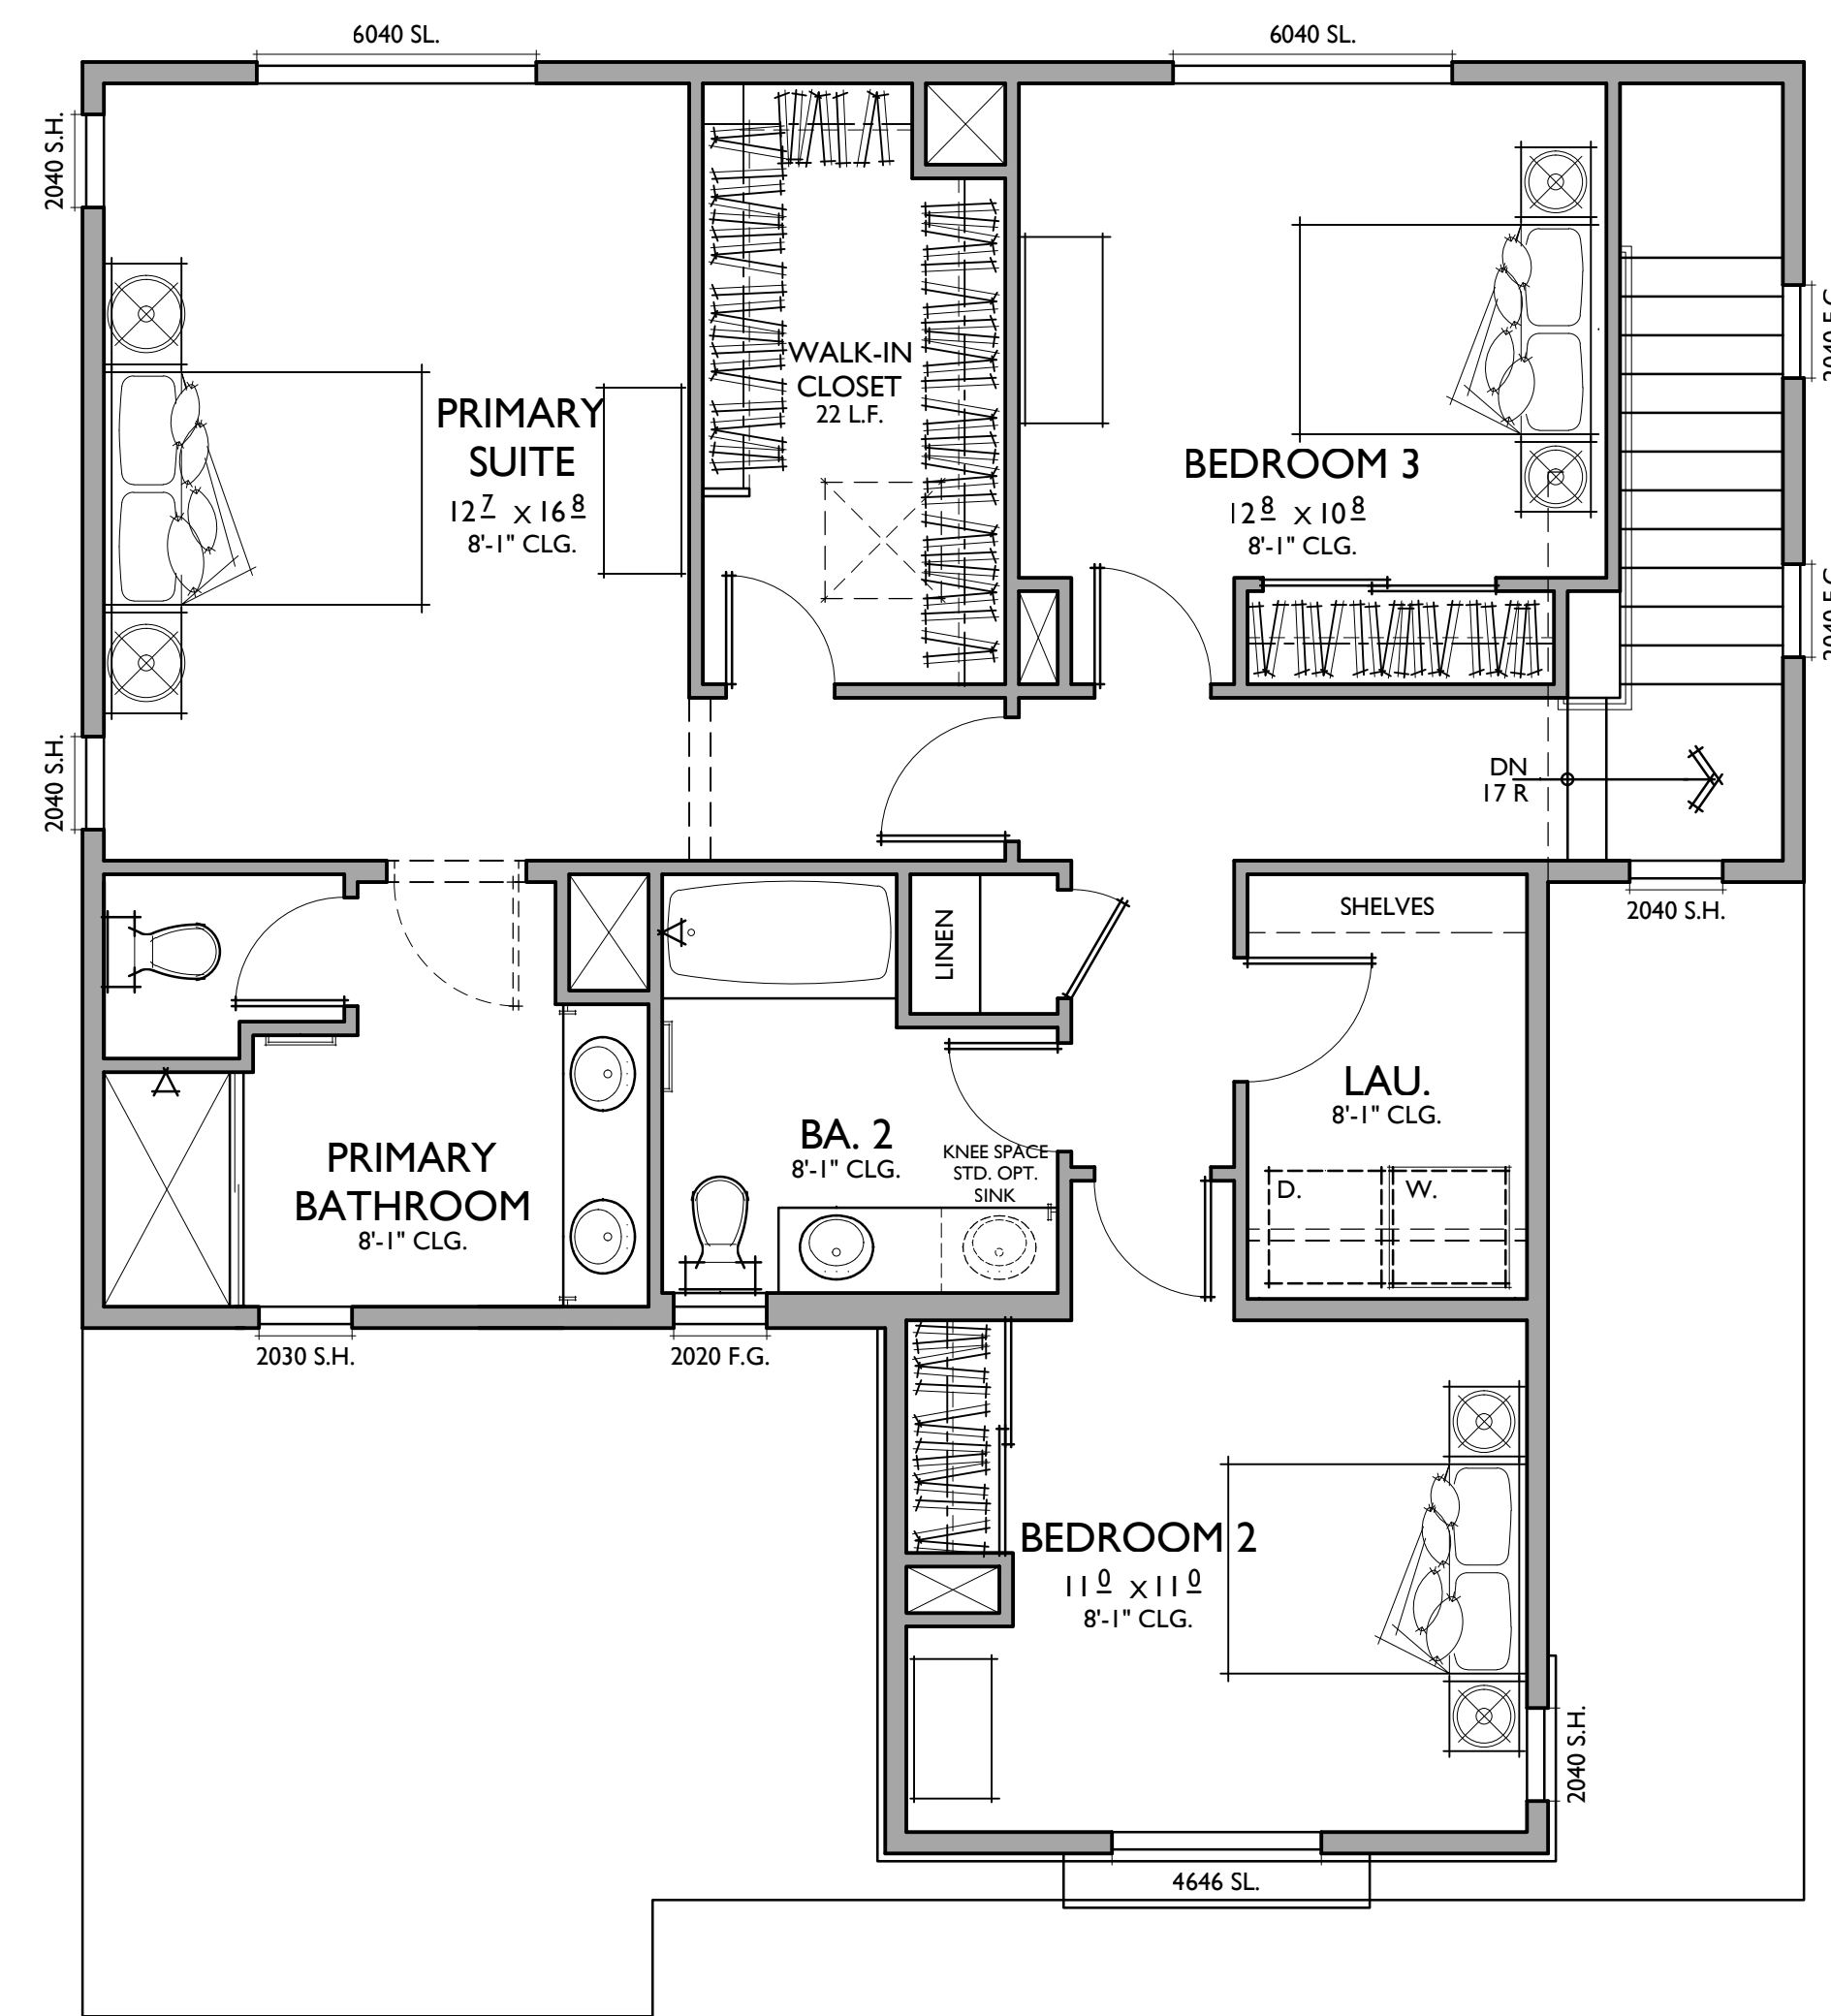 6040 SL.
6040 SL.
2040 S.H.
2040 S.H.
PRIMARY
SUITE
12 7 X 16 8
8'-1" CLG.
WALK-IN
CLOSET
22 L.F.
BEDROOM 3
12 8 X 10 8
8'-1" CLG.
2040
2040
DN
17 R
2040 S.H.
LINEN
SHELVES
LAU.
8'-1" CLG.
D.
W.
PRIMARY
BATHROOM
8'-1" CLG.
BA. 2
8'-1" CLG.
KNEE SPACE
STD. OPT.
SINK
2030 S.H.
2020 F.G.
BEDROOM 2
11 0 X 11 0
8'-1" CLG.
2040 S.H.
4646 SL.